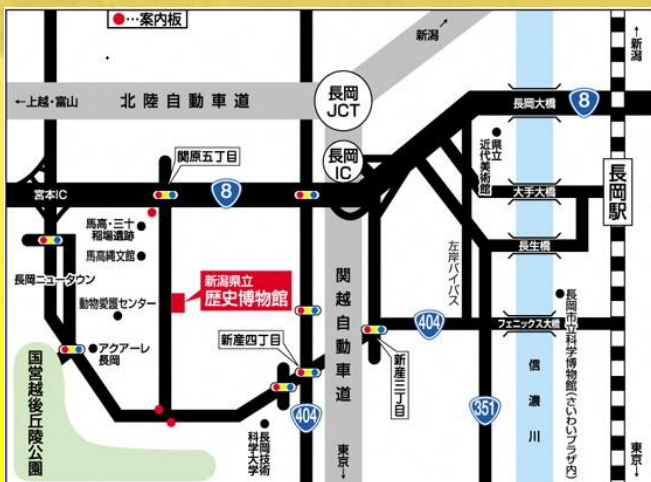 ●…案内板
新潟→
←上越・富山
北陸自動車道
長岡
JCT
長岡
IC
長岡大橋
8
←新潟
関原五丁目
県立
近代美術館
宮本IC
8
大手大橋
長岡駅
馬高・三十
稲場遺跡
馬高縄文館
長生橋
長岡ニュータウン
新潟県立
歴史博物館
関越自動車道
左岸バイパス
動物愛護センター
404
フェニックス大橋
長岡市立科学博物館(さいわいプラザ内)
アクアーレ
長岡
新産四丁目
新産三丁目
国営越後丘陵公園
信濃川
404
351
長岡技術
科学大学
東京→
東京→